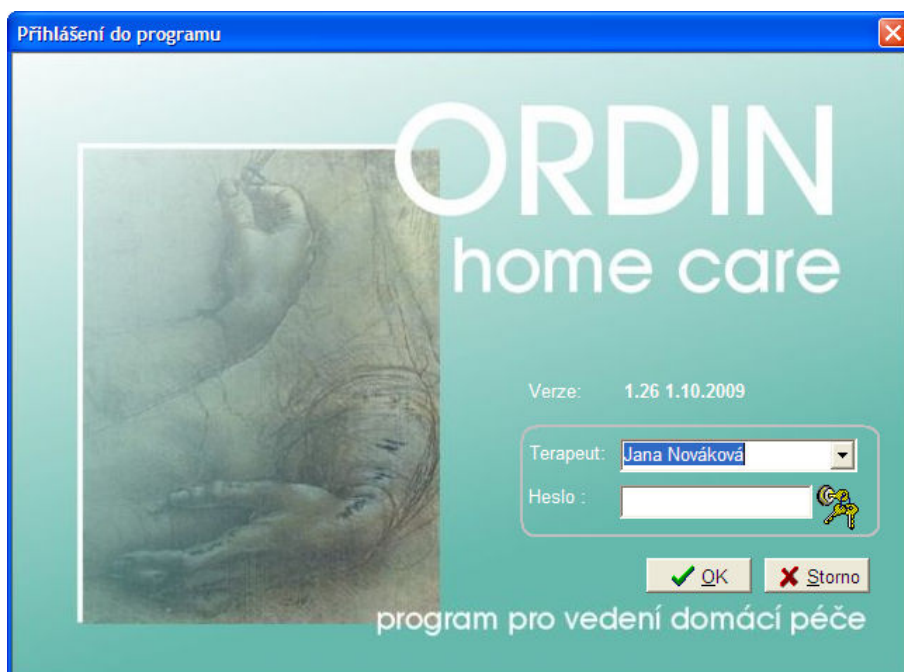 Přihlášení do programu
ORDIN
home care
Verze: 1.26 1.10.2009
Terapeut: Jana Nováková
Heslo :
OK Storno
program pro vedení domácí péče